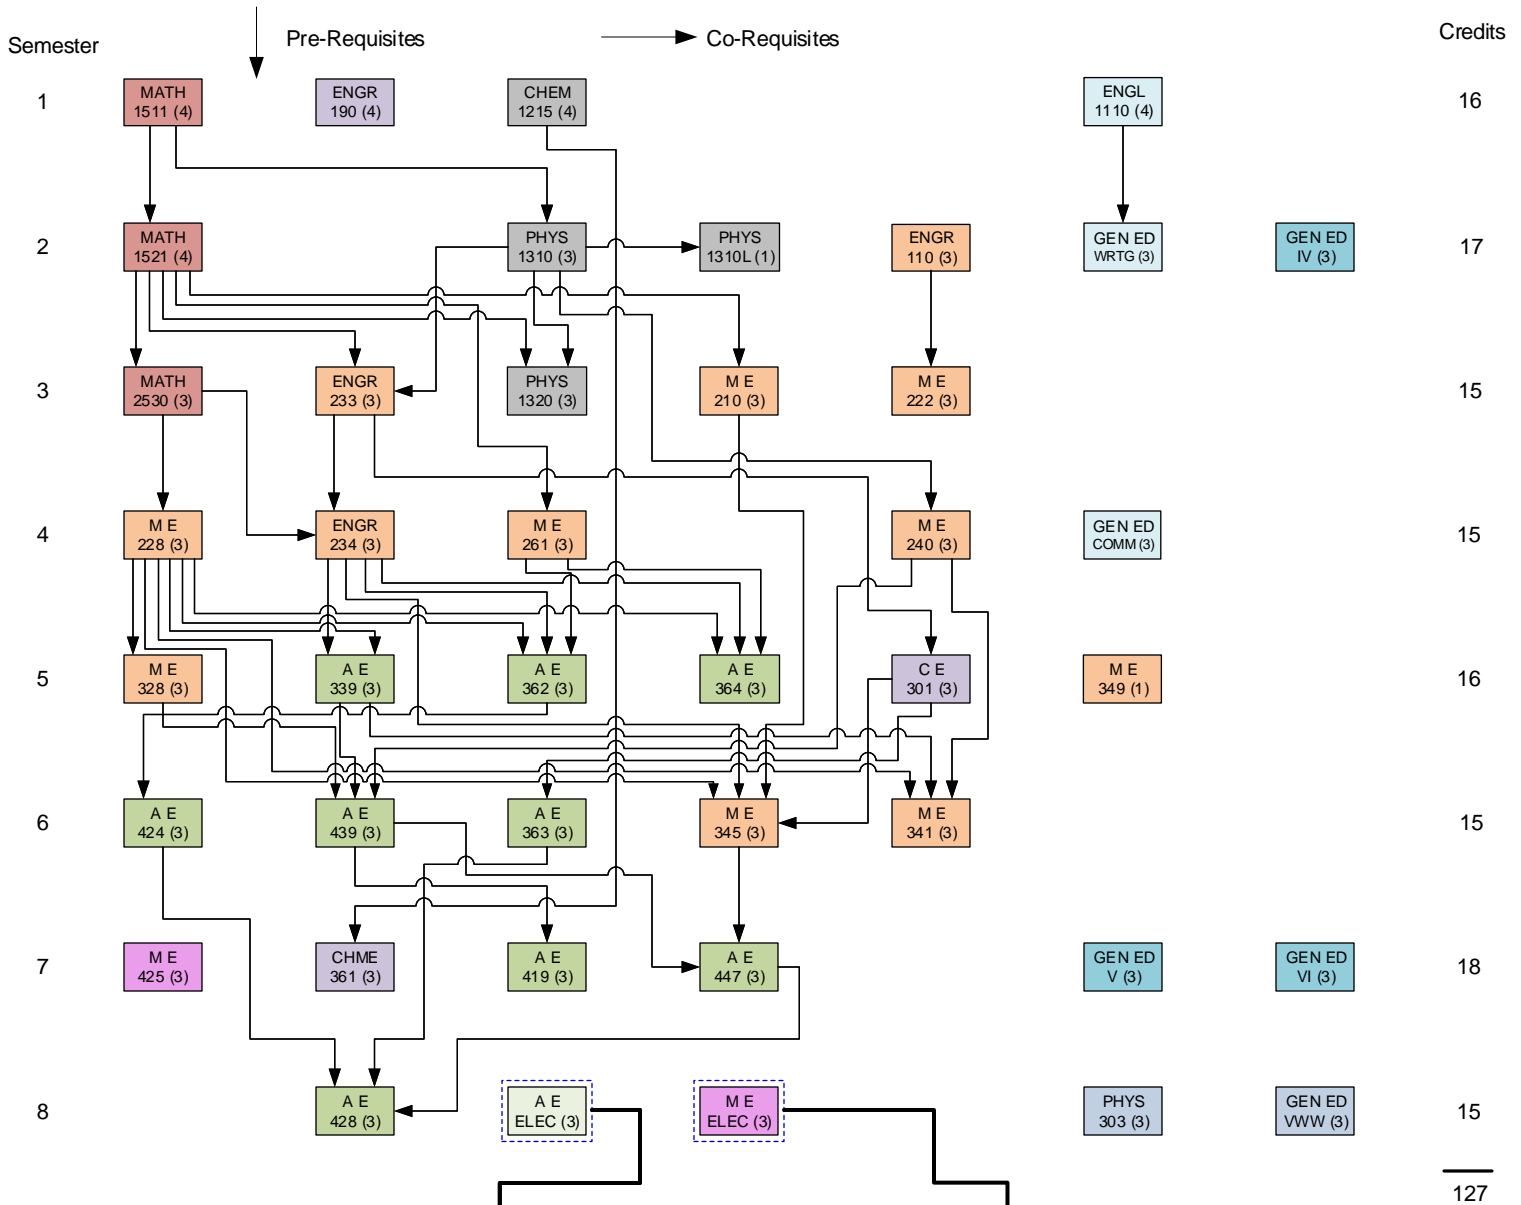 Semester
Pre-Requisites
Co-Requisites
Credits
1
MATH
1511 (4)
ENGR
190 (4)
CHEM
1215 (4)
ENGL
1110 (4)
16
2
MATH
1521 (4)
PHYS
1310 (3)
PHYS
1310L (1)
ENGR
110 (3)
GEN ED
WRTG (3)
GEN ED
IV (3)
17
3
MATH
2530 (3)
ENGR
233 (3)
PHYS
1320 (3)
M E
210 (3)
M E
222 (3)
15
4
M E
228 (3)
ENGR
234 (3)
M E
261 (3)
M E
240 (3)
GEN ED
COMM (3)
15
5
M E
328 (3)
A E
339 (3)
A E
362 (3)
A E
364 (3)
C E
301 (3)
M E
349 (1)
16
6
A E
424 (3)
A E
439 (3)
A E
363 (3)
M E
345 (3)
M E
341 (3)
15
7
M E
425 (3)
CHME
361 (3)
A E
419 (3)
A E
447 (3)
GEN ED
V (3)
GEN ED
VI (3)
18
8
A E
428 (3)
A E
ELEC (3)
M E
ELEC (3)
PHYS
303 (3)
GEN ED
VWW (3)
15
127